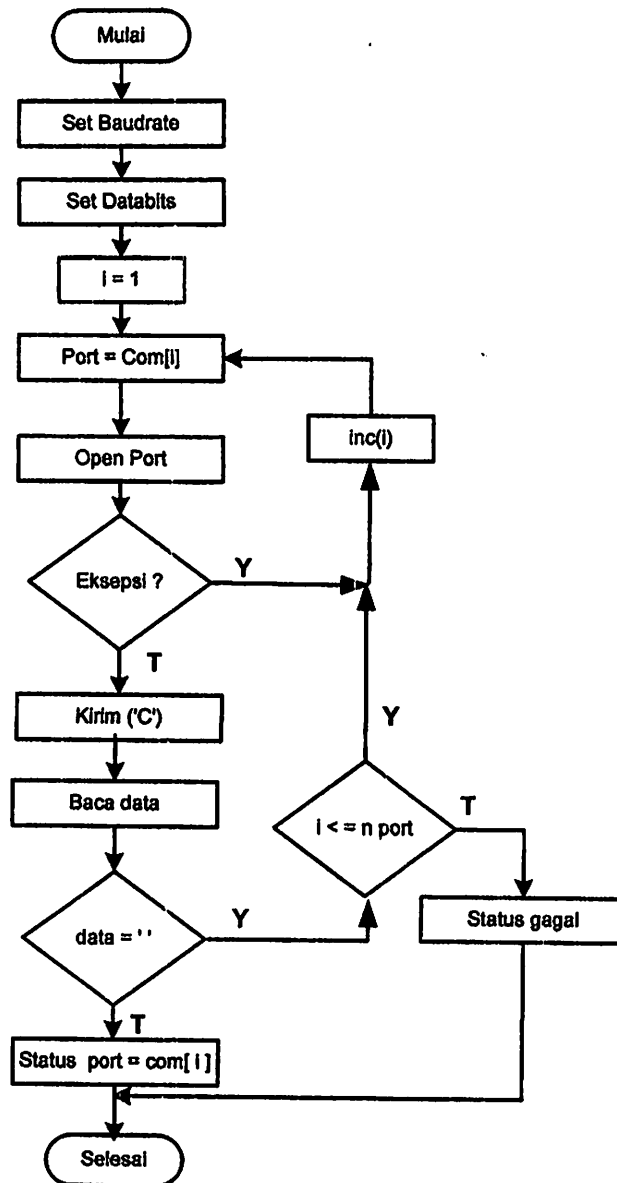 Mulai
Set Baudrate
Set Databits
i = 1
Port = Com[i]
inc(i)
Open Port
Eksepsi ?
Y
T
Kirim ('C')
Y
Baca data
i < = n port
T
data = ' '
Y
Status gagal
T
Status port = com[ i ]
Selesai